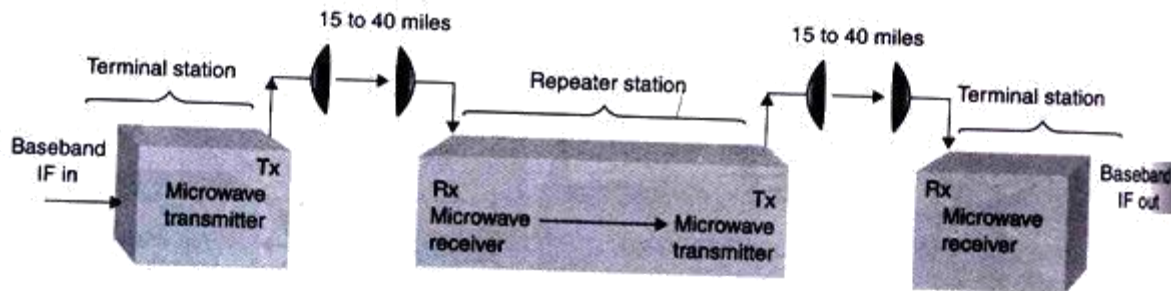 15 to 40 miles
15 to 40 miles
Terminal station
Repeater station
Terminal station
Baseband
IF in
Tx
Microwave
transmitter
Rx
Microwave
receiver
Tx
Microwave
transmitter
Rx
Microwave
receiver
Baseband
IF out